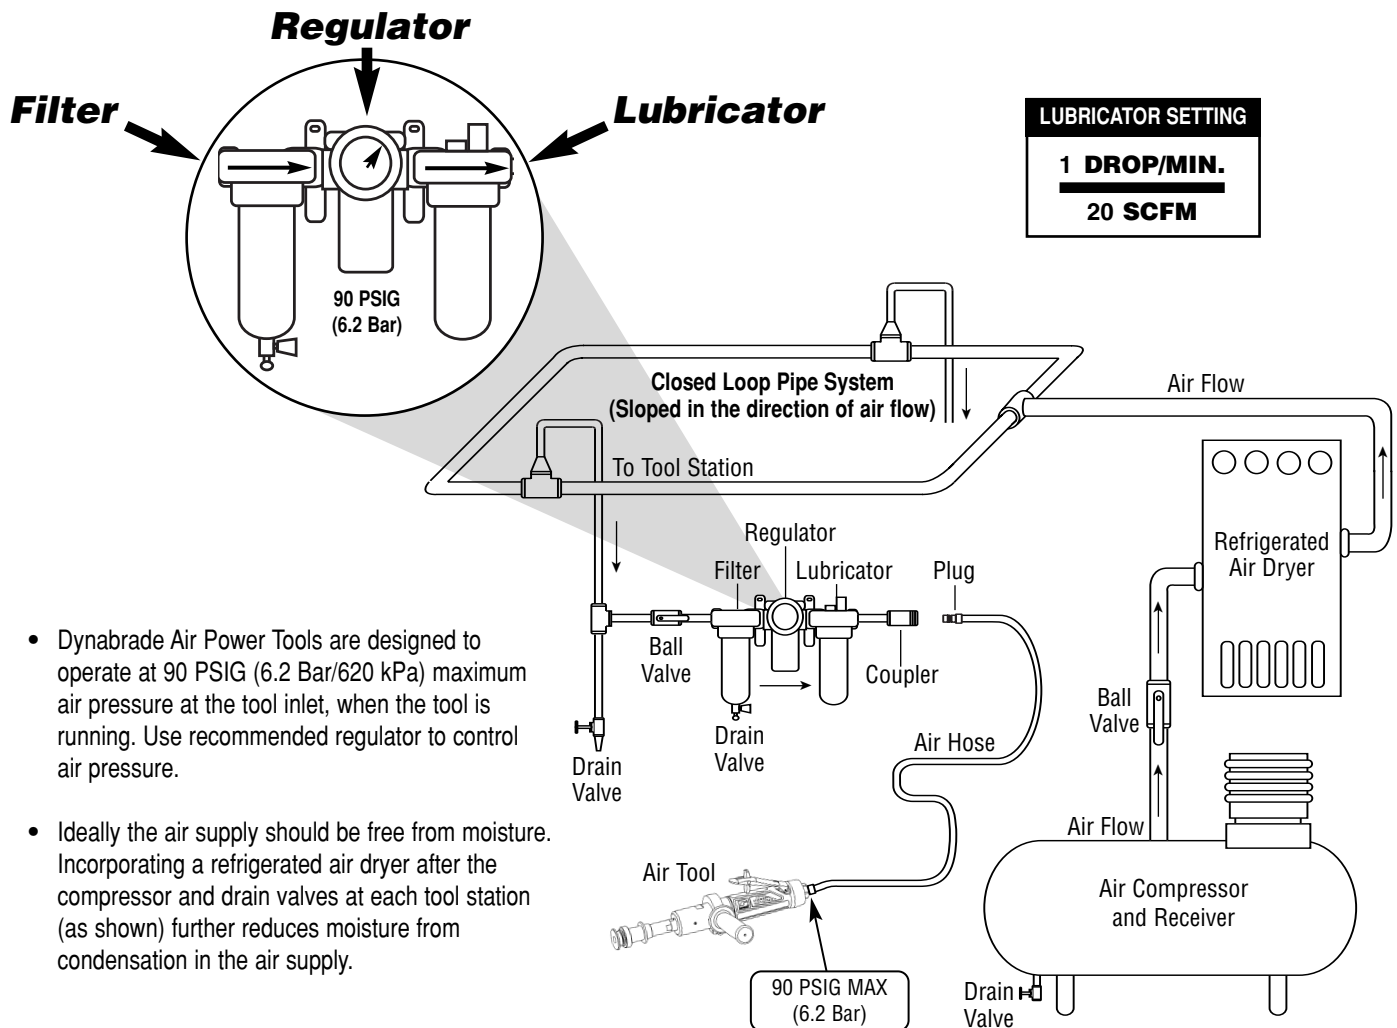 Regulator
Filter
Lubricator
90 PSIG
(6.2 Bar)
LUBRICATOR SETTING
1 DROP/MIN.
20 SCFM
Closed Loop Pipe System
(Sloped in the direction of air flow)
Air Flow
To Tool Station
Refrigerated
Air Dryer
Regulator
Filter
Lubricator
Plug
Ball
Valve
Coupler
Drain
Valve
Drain
Valve
Air Hose
Ball
Valve
Air Flow
Air Tool
Air Compressor
and Receiver
90 PSIG MAX
(6.2 Bar)
Drain
Valve
• Dynabrade Air Power Tools are designed to
operate at 90 PSIG (6.2 Bar/620 kPa) maximum
air pressure at the tool inlet, when the tool is
running. Use recommended regulator to control
air pressure.
• Ideally the air supply should be free from moisture.
Incorporating a refrigerated air dryer after the
compressor and drain valves at each tool station
(as shown) further reduces moisture from
condensation in the air supply.